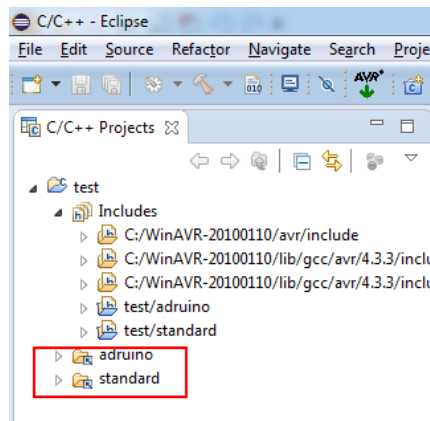 C/C++ - Eclipse
File Edit Source Refactor Navigate Search Proje
010 AVR* C
C/C++ Projects
test
Includes
C:/WinAVR-20100110/avr/include
C:/WinAVR-20100110/lib/gcc/avr/4.3.3/inclu
C:/WinAVR-20100110/lib/gcc/avr/4.3.3/inclu
test/adruino
test/standard
adruino
standard